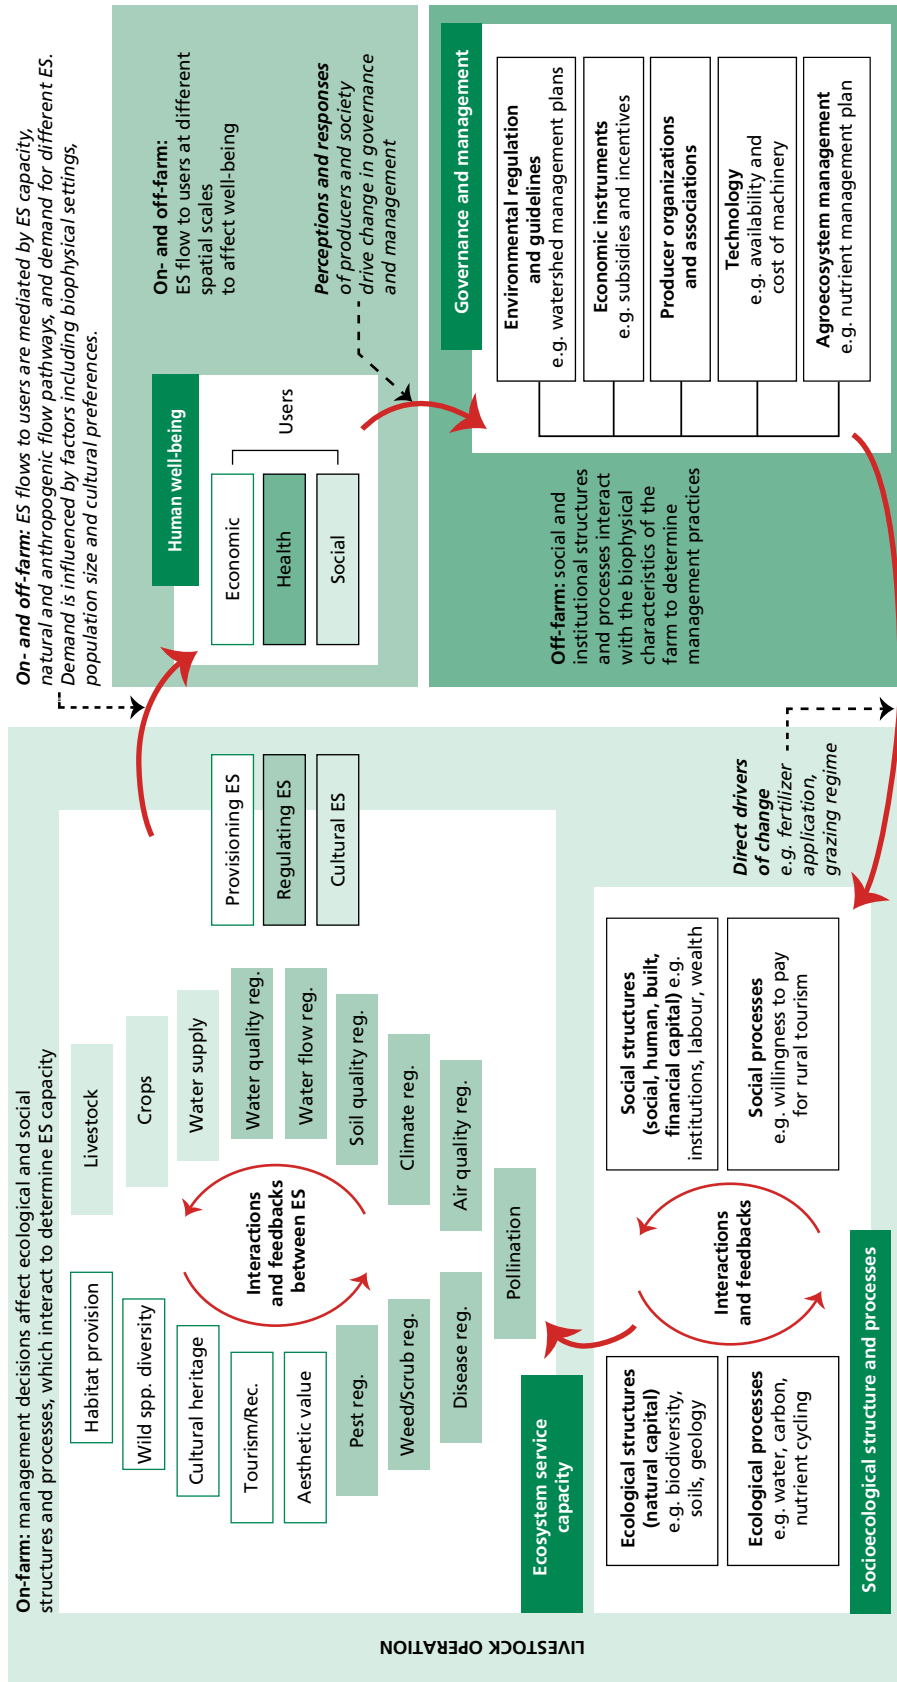 On-farm: management decisions affect ecological and social
structures and processes, which interact to determine ES capacity
On- and off-farm: ES flows to users are mediated by ES capacity,
natural and anthropogenic flow pathways, and demand for different ES.
Demand is influenced by factors including biophysical settings,
population size and cultural preferences.
LIVESTOCK OPERATION
Habitat provision
Wild spp. diversity
Cultural heritage
Tourism/Rec.
Aesthetic value
Pest reg.
Weed/Scrub reg.
Disease reg.
Pollination
Livestock
Crops
Water supply
Water quality reg.
Water flow reg.
Soil quality reg.
Climate reg.
Air quality reg.
Interactions
and feedbacks
between ES
Provisioning ES
Regulating ES
Cultural ES
Ecosystem service
capacity
Human well-being
Economic
Health
Social
Users
On- and off-farm:
ES flow to users at different
spatial scales
to affect well-being
Perceptions and responses
of producers and society
drive change in governance
and management
Governance and management
Environmental regulation
and guidelines
e.g. watershed management plans
Economic instruments
e.g. subsidies and incentives
Producer organizations
and associations
Technology
e.g. availability and
cost of machinery
Agroecosystem management
e.g. nutrient management plan
Off-farm: social and
institutional structures
and processes interact
with the biophysical
characteristics of the
farm to determine
management practices
Direct drivers
of change
e.g. fertilizer
application,
grazing regime
Ecological structures
(natural capital)
e.g. biodiversity,
soils, geology
Ecological processes
e.g. water, carbon,
nutrient cycling
Interactions
and feedbacks
Social structures
(social, human, built,
financial capital) e.g.
institutions, labour, wealth
Social processes
e.g. willingness to pay
for rural tourism
Socioecological structure and processes